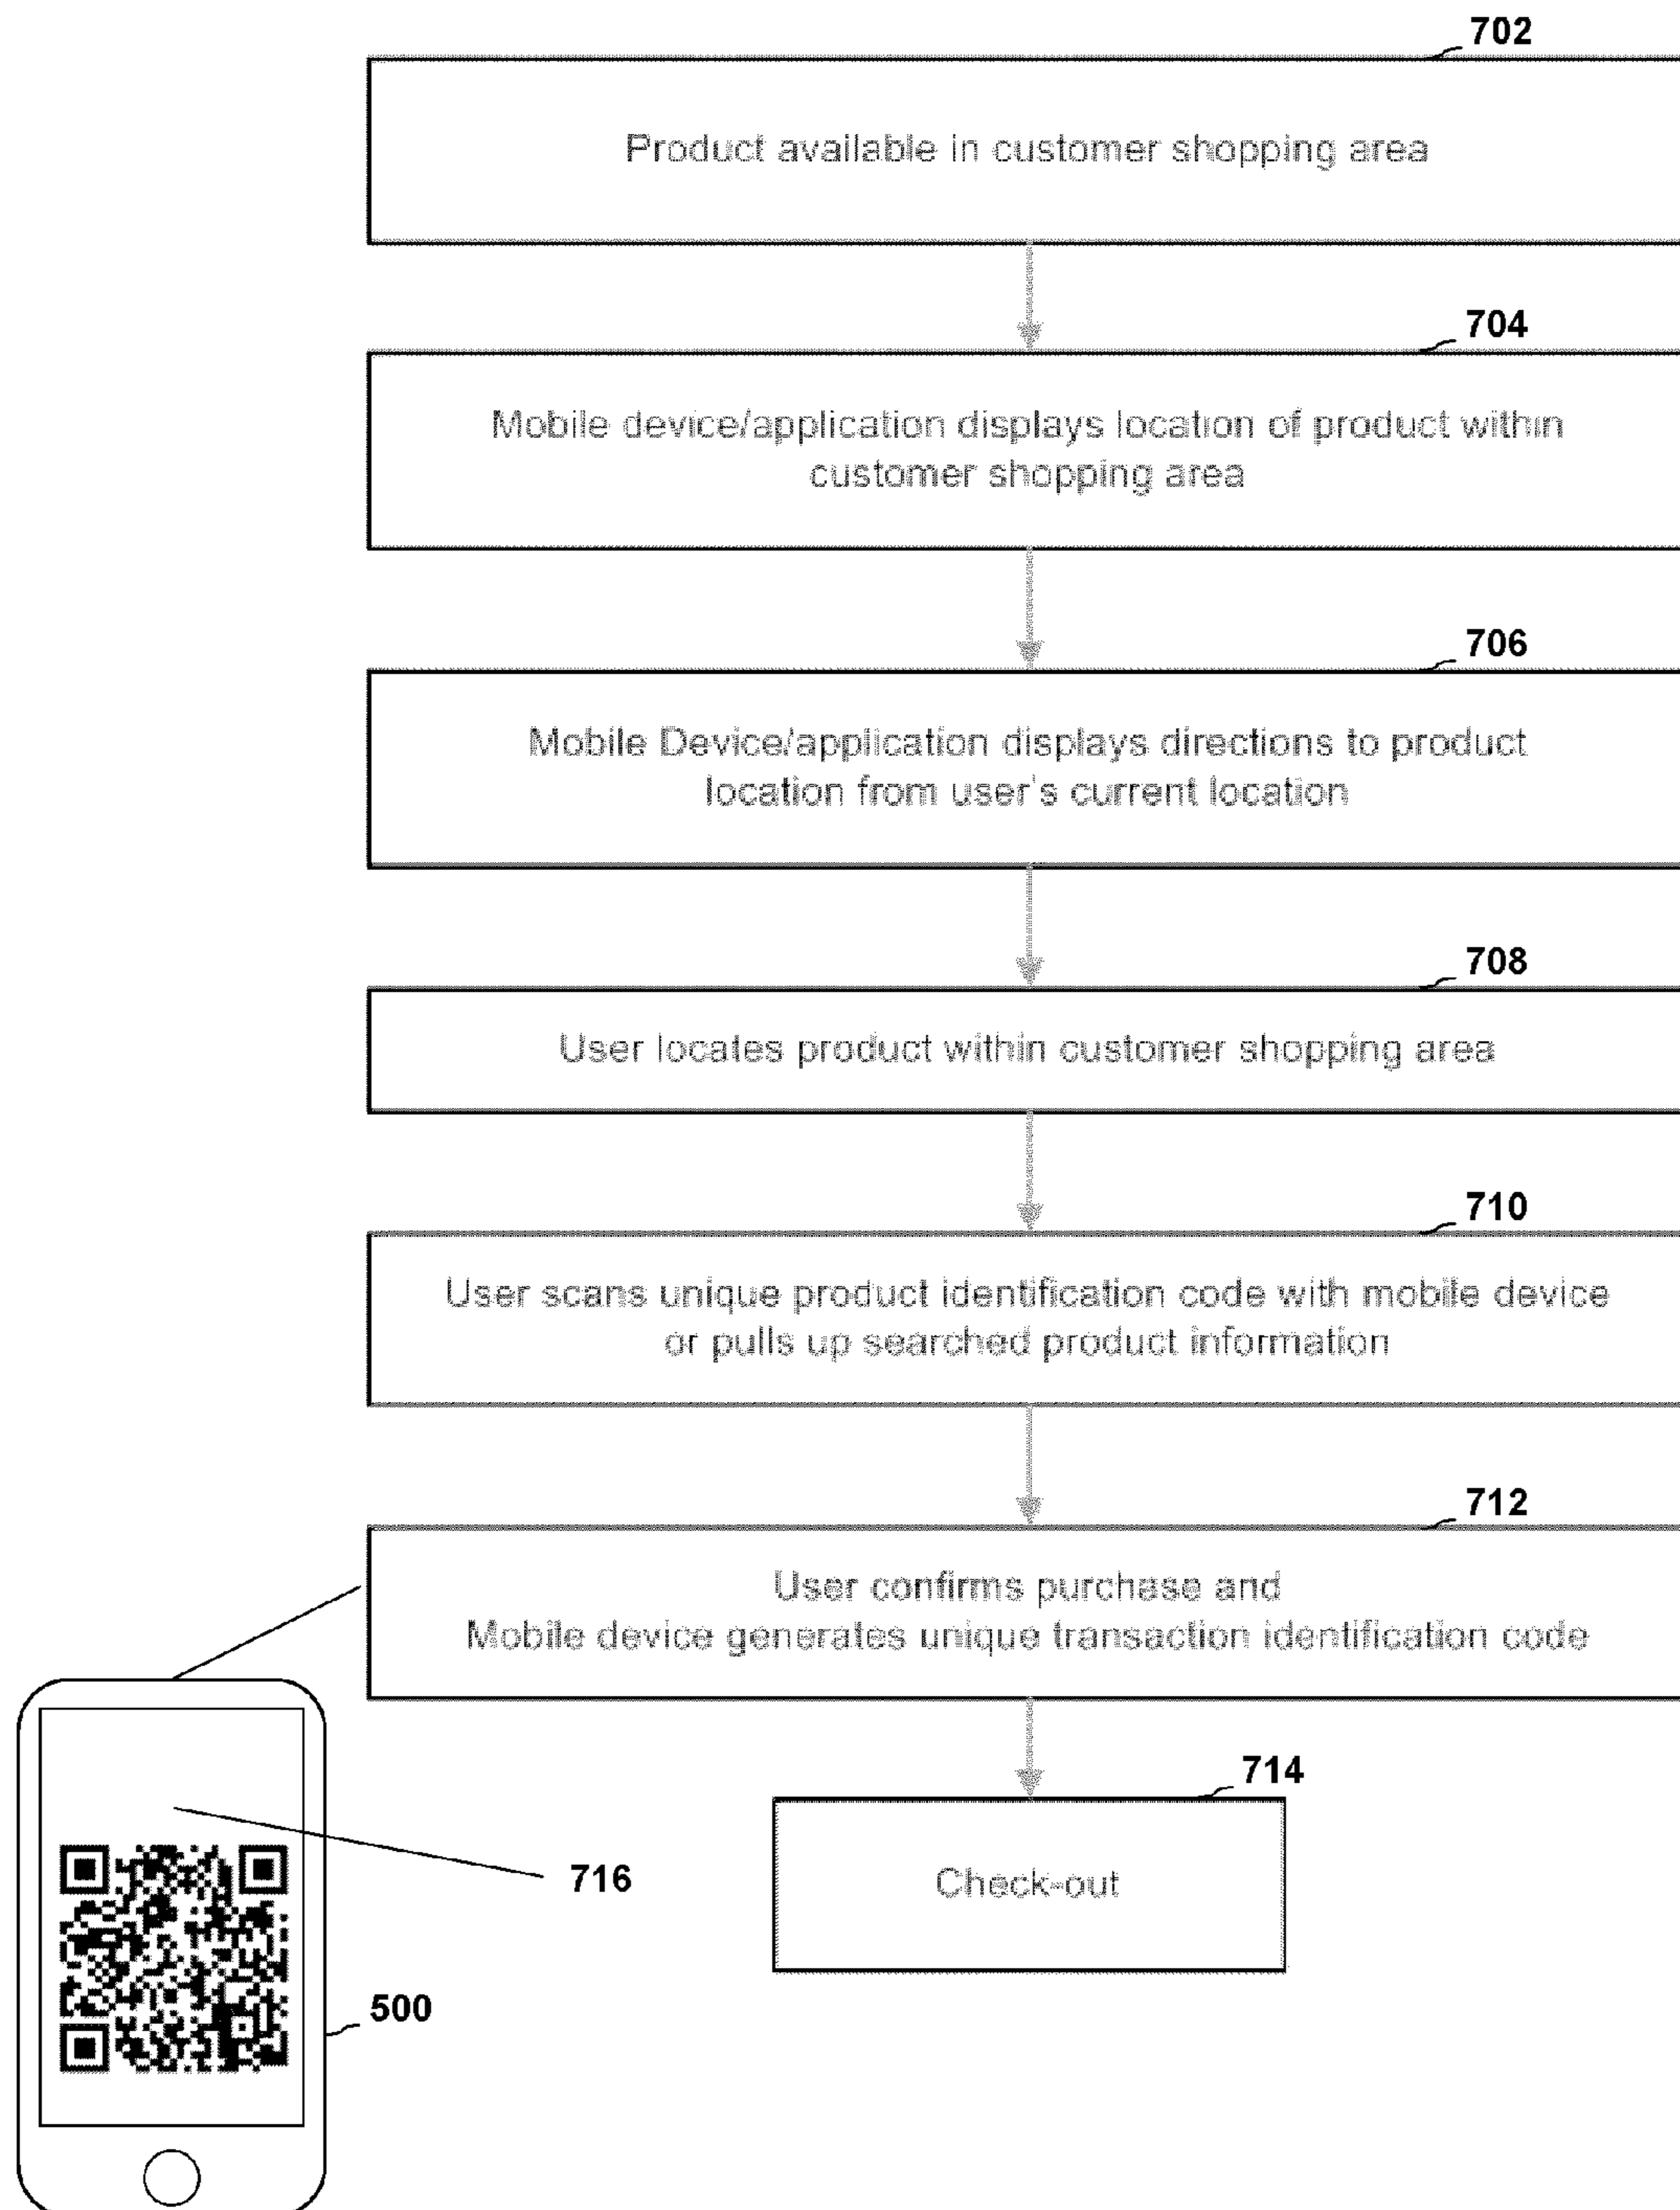 702
Product available in customer shopping area
704
Mobile device/application displays location of product within
customer shopping area
706
Mobile Device/application displays directions to product
location from user's current location
708
User locates product within customer shopping area
710
User scans unique product identification code with mobile device
or pulls up searched product information
712
User confirms purchase and
Mobile device generates unique transaction identification code
714
Check-out
716
500